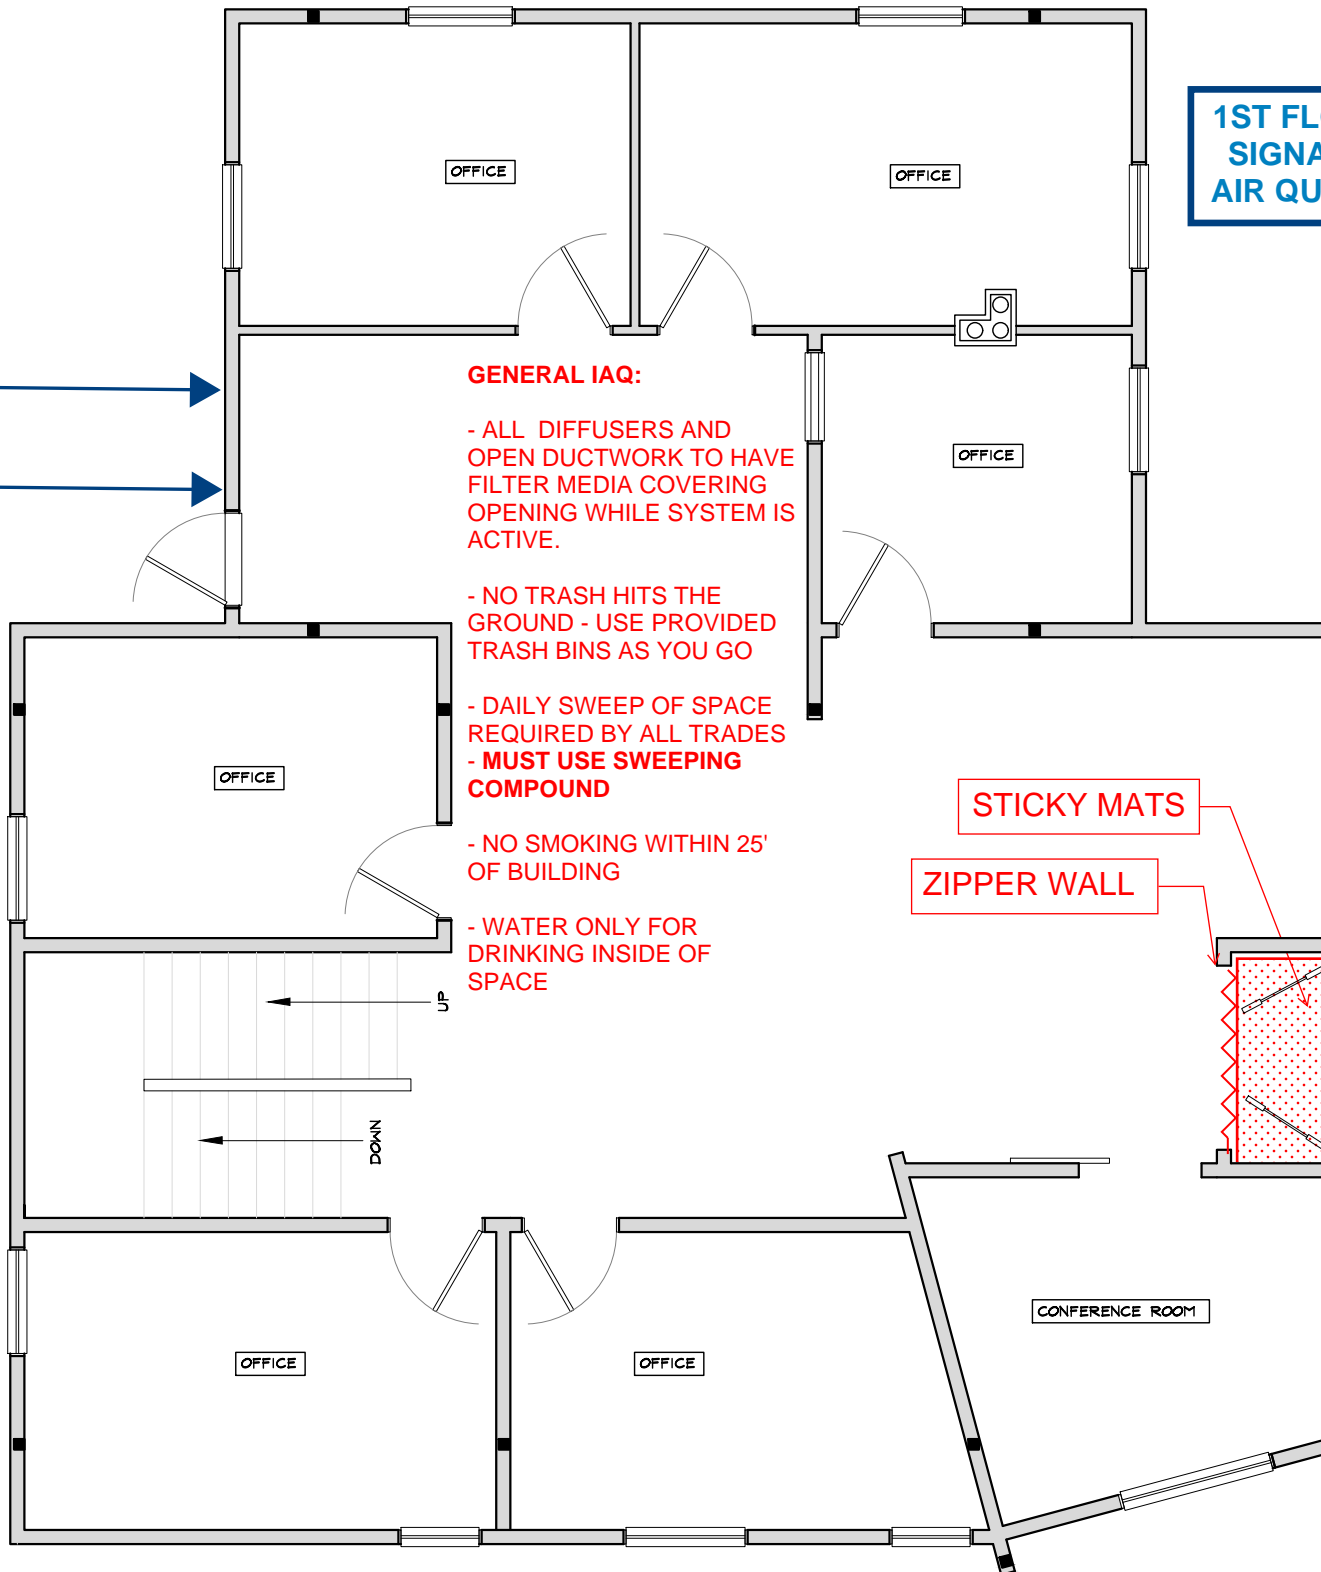 OFFICE
OFFICE
1ST FL
SIGNA
AIR QU
GENERAL IAQ:
- ALL  DIFFUSERS AND
OPEN DUCTWORK TO HAVE
FILTER MEDIA COVERING
OPENING WHILE SYSTEM IS
ACTIVE.
- NO TRASH HITS THE
GROUND - USE PROVIDED
TRASH BINS AS YOU GO
- DAILY SWEEP OF SPACE
REQUIRED BY ALL TRADES
- MUST USE SWEEPING
COMPOUND
- NO SMOKING WITHIN 25'
OF BUILDING
- WATER ONLY FOR
DRINKING INSIDE OF
SPACE
OFFICE
OFFICE
STICKY MATS
ZIPPER WALL
UP
DOWN
OFFICE
OFFICE
CONFERENCE ROOM